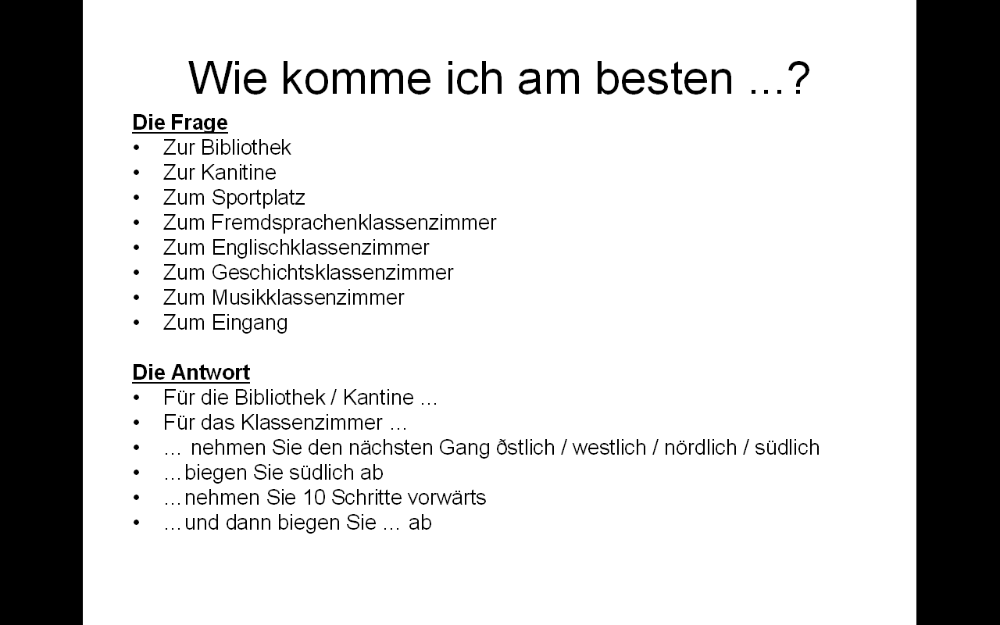 Wie komme ich am besten ...?
Die Frage
• Zur Bibliothek
• Zur Kanitine
• Zum Sportplatz
• Zum Fremdsprachenklassenzimmer
• Zum Englischklassenzimmer
• Zum Geschichtsklassenzimmer
• Zum Musikklassenzimmer
• Zum Eingang
Die Antwort
• Für die Bibliothek / Kantine …
• Für das Klassenzimmer …
• … nehmen Sie den nächsten Gang ðstlich / westlich / nördlich / südlich
• …biegen Sie südlich ab
• …nehmen Sie 10 Schritte vorwärts
• …und dann biegen Sie … ab